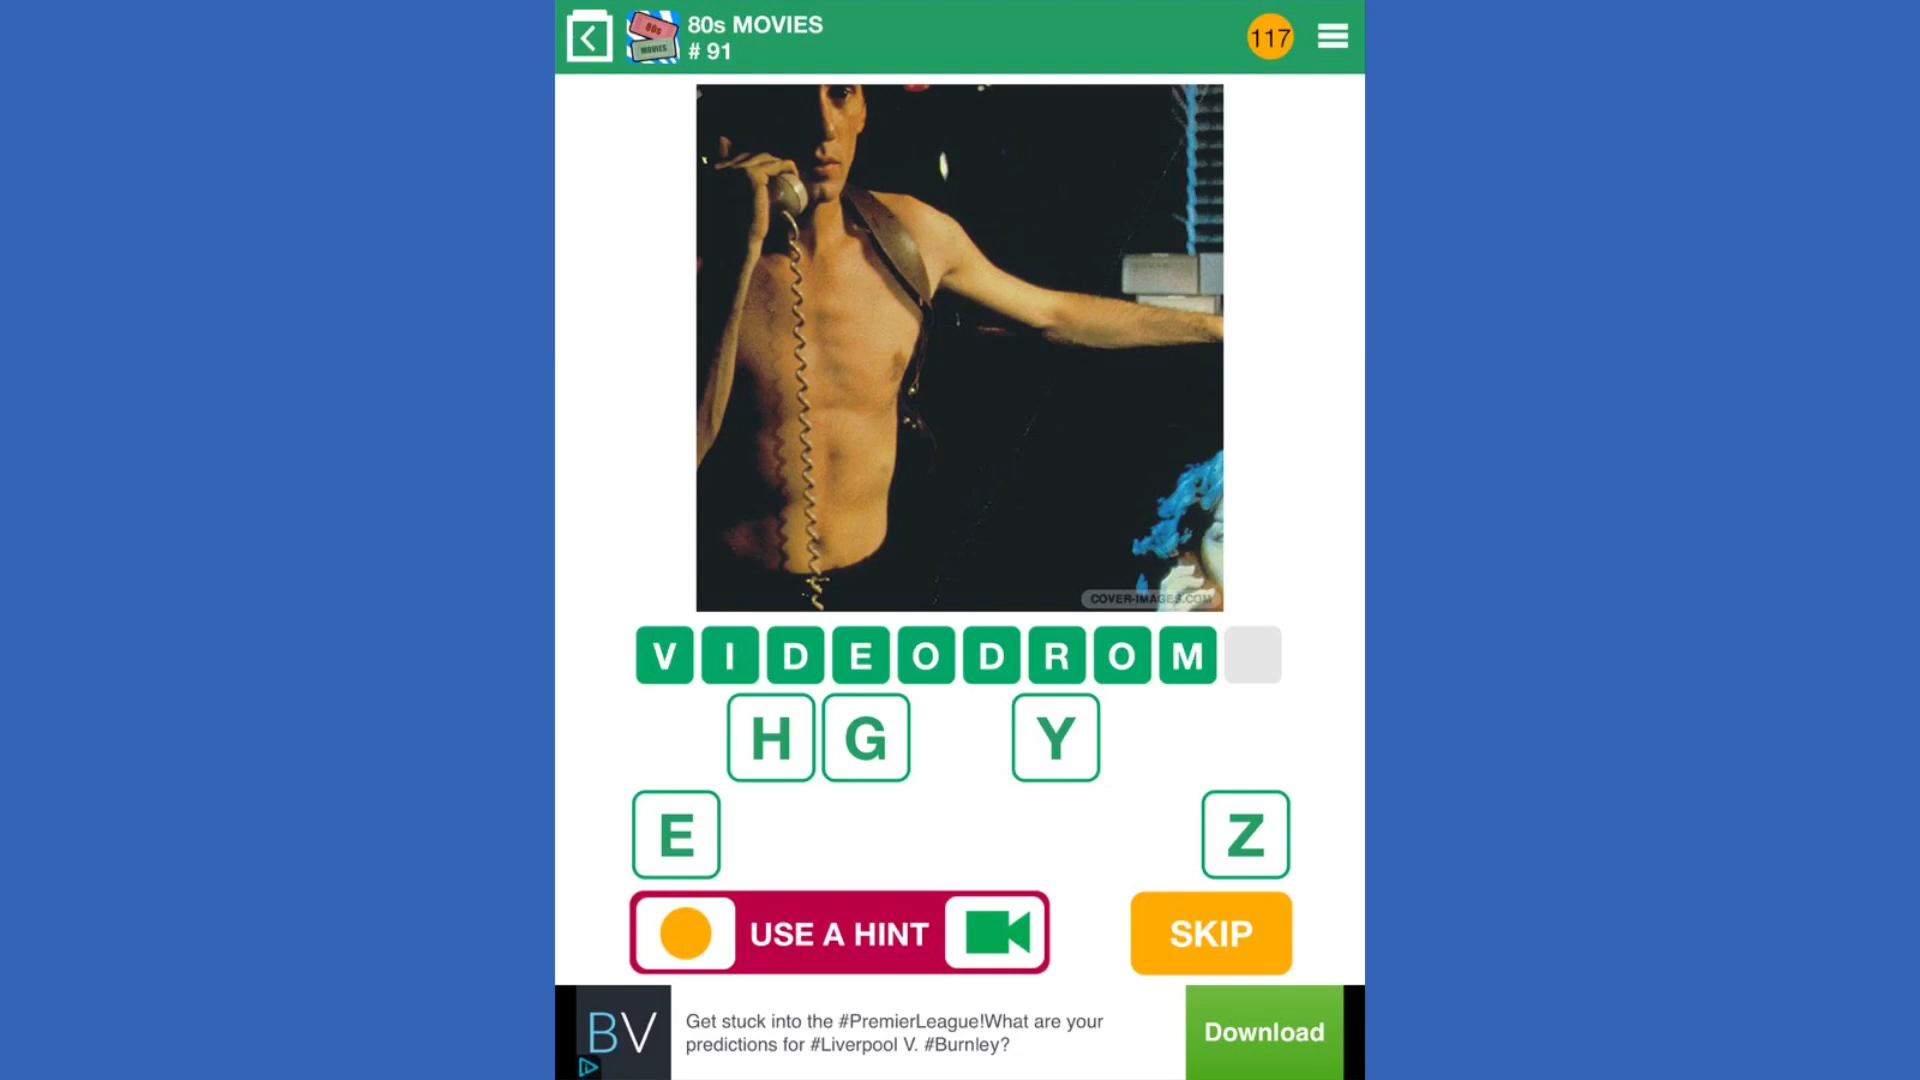 80s MOVIES
# 91
80s
MOVIES
117
COVER-IMAGES.COM
V I D E O D R O M
H G Y
E Z
USE A HINT
SKIP
BV
Get stuck into the #PremierLeague!What are your
predictions for #Liverpool V. #Burnley?
Download